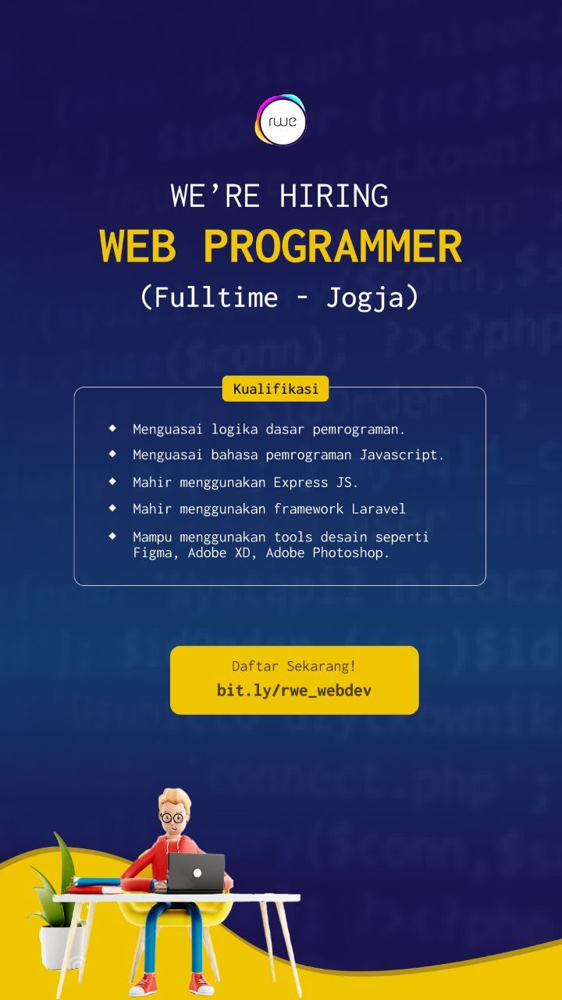 rwe
WE’RE HIRING
WEB PROGRAMMER
(Fulltime - Jogja)
Kualifikasi
Menguasai logika dasar pemrograman.
Menguasai bahasa pemrograman Javascript.
Mahir menggunakan Express JS.
Mahir menggunakan framework Laravel
Mampu menggunakan tools desain seperti
Figma, Adobe XD, Adobe Photoshop.
Daftar Sekarang!
bit.ly/rwe_webdev